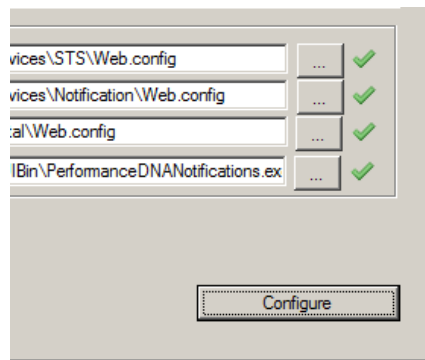 vices\STS\Web.config
...
vices\Notification\Web.config
...
tal\Web.config
...
lBin\PerformanceDNANotifications.ex
...
Configure